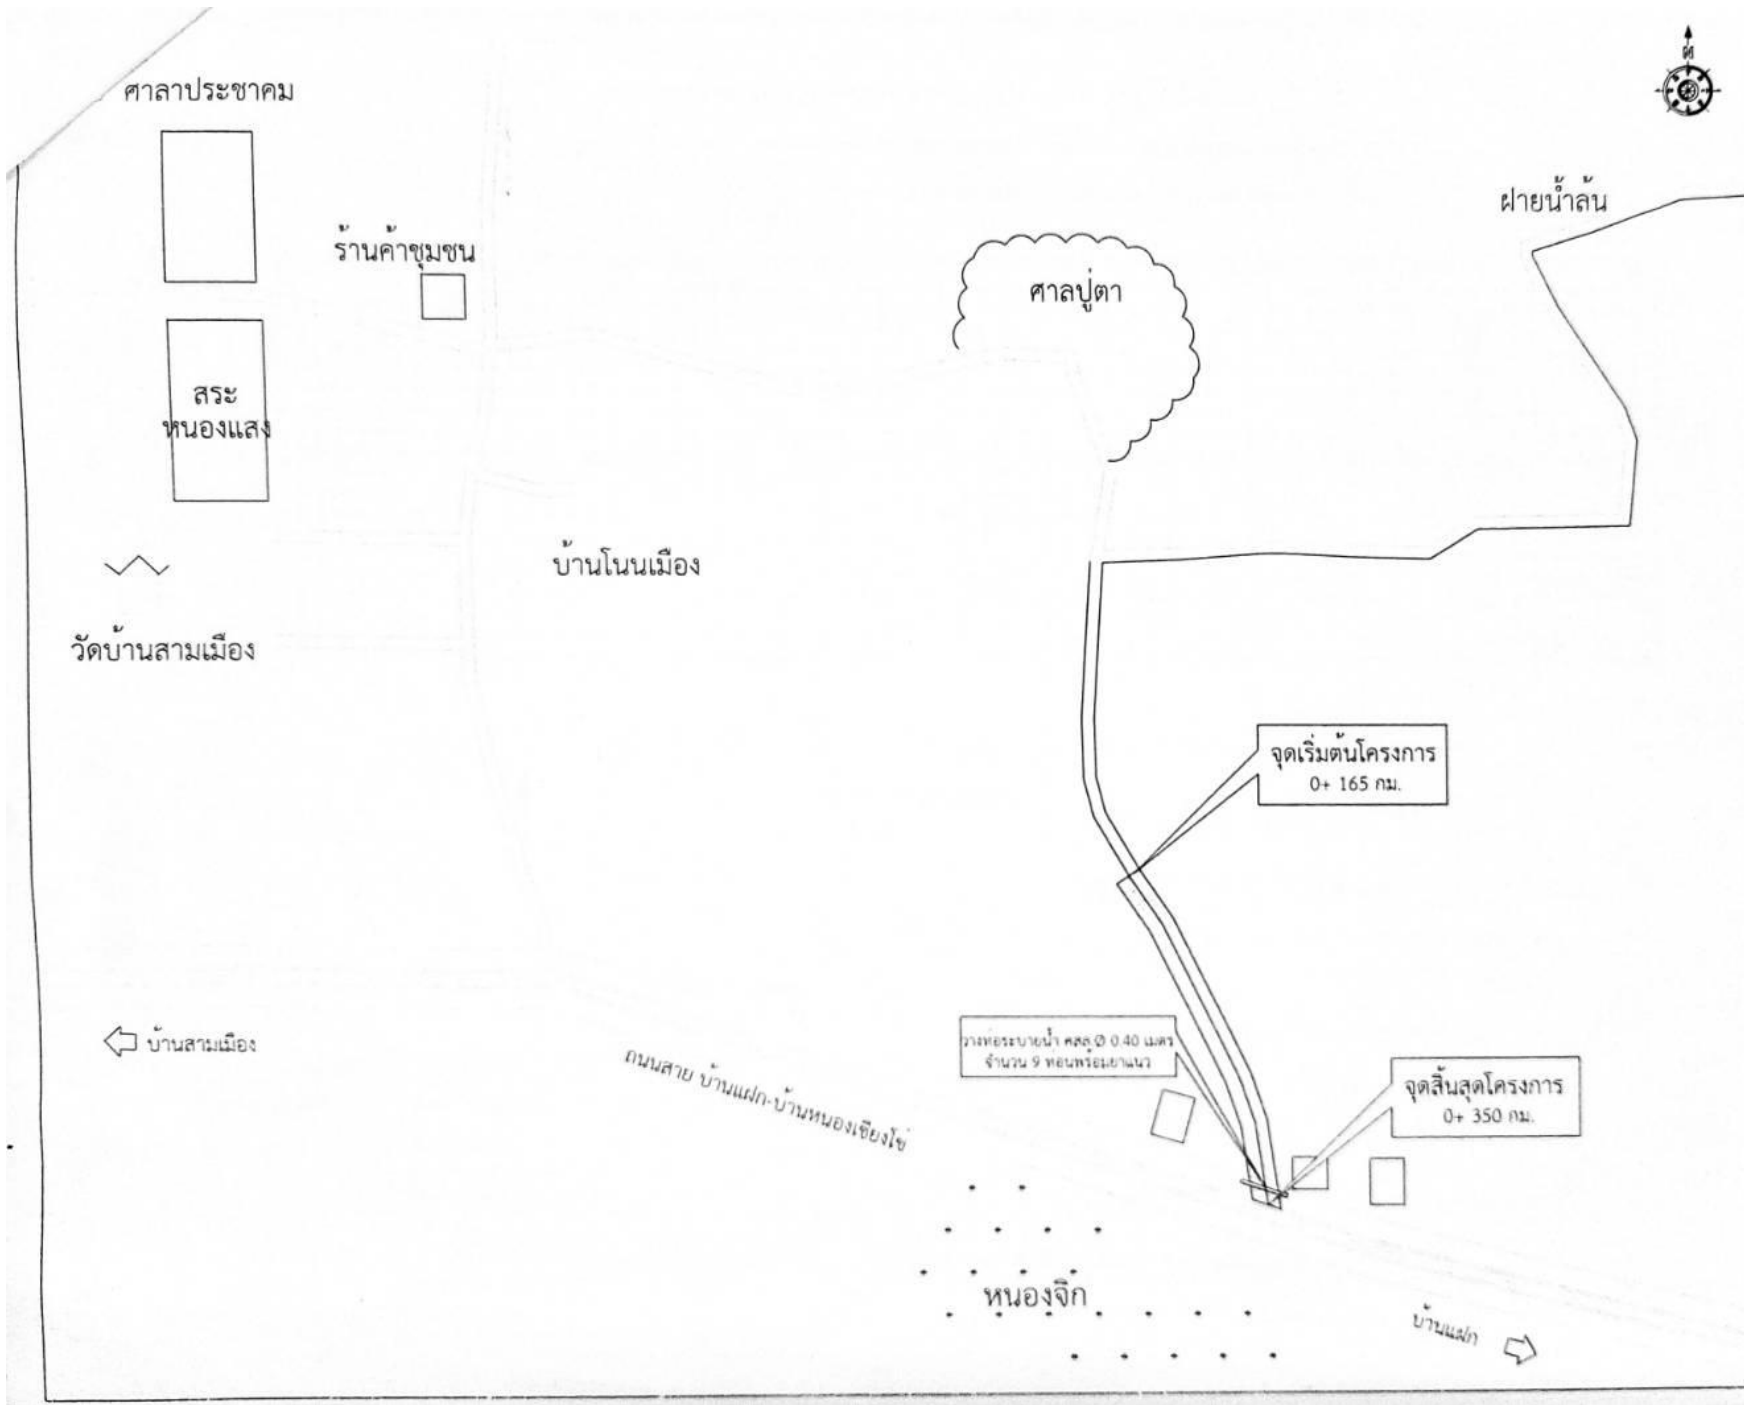 ศาลาประชาคม
ฝายน้ำล้น
ร้านค้าชุมชน
ศาลปู่ตา
สระ
หนองแสง
บ้านโนนเมือง
วัดบ้านสามเมือง
จุดเริ่มต้นโครงการ
0+ 165 กม.
บ้านสามเมือง
วางท่อระบายน้ำ คสล.Ø 0.40 เมตร
จำนวน 9 ท่อนพร้อมยาแนว
ถนนสาย บ้านแฝก-บ้านหนองเขียงโข่
จุดสิ้นสุดโครงการ
0+ 350 กม.
หนองจิก
บ้านแฝก